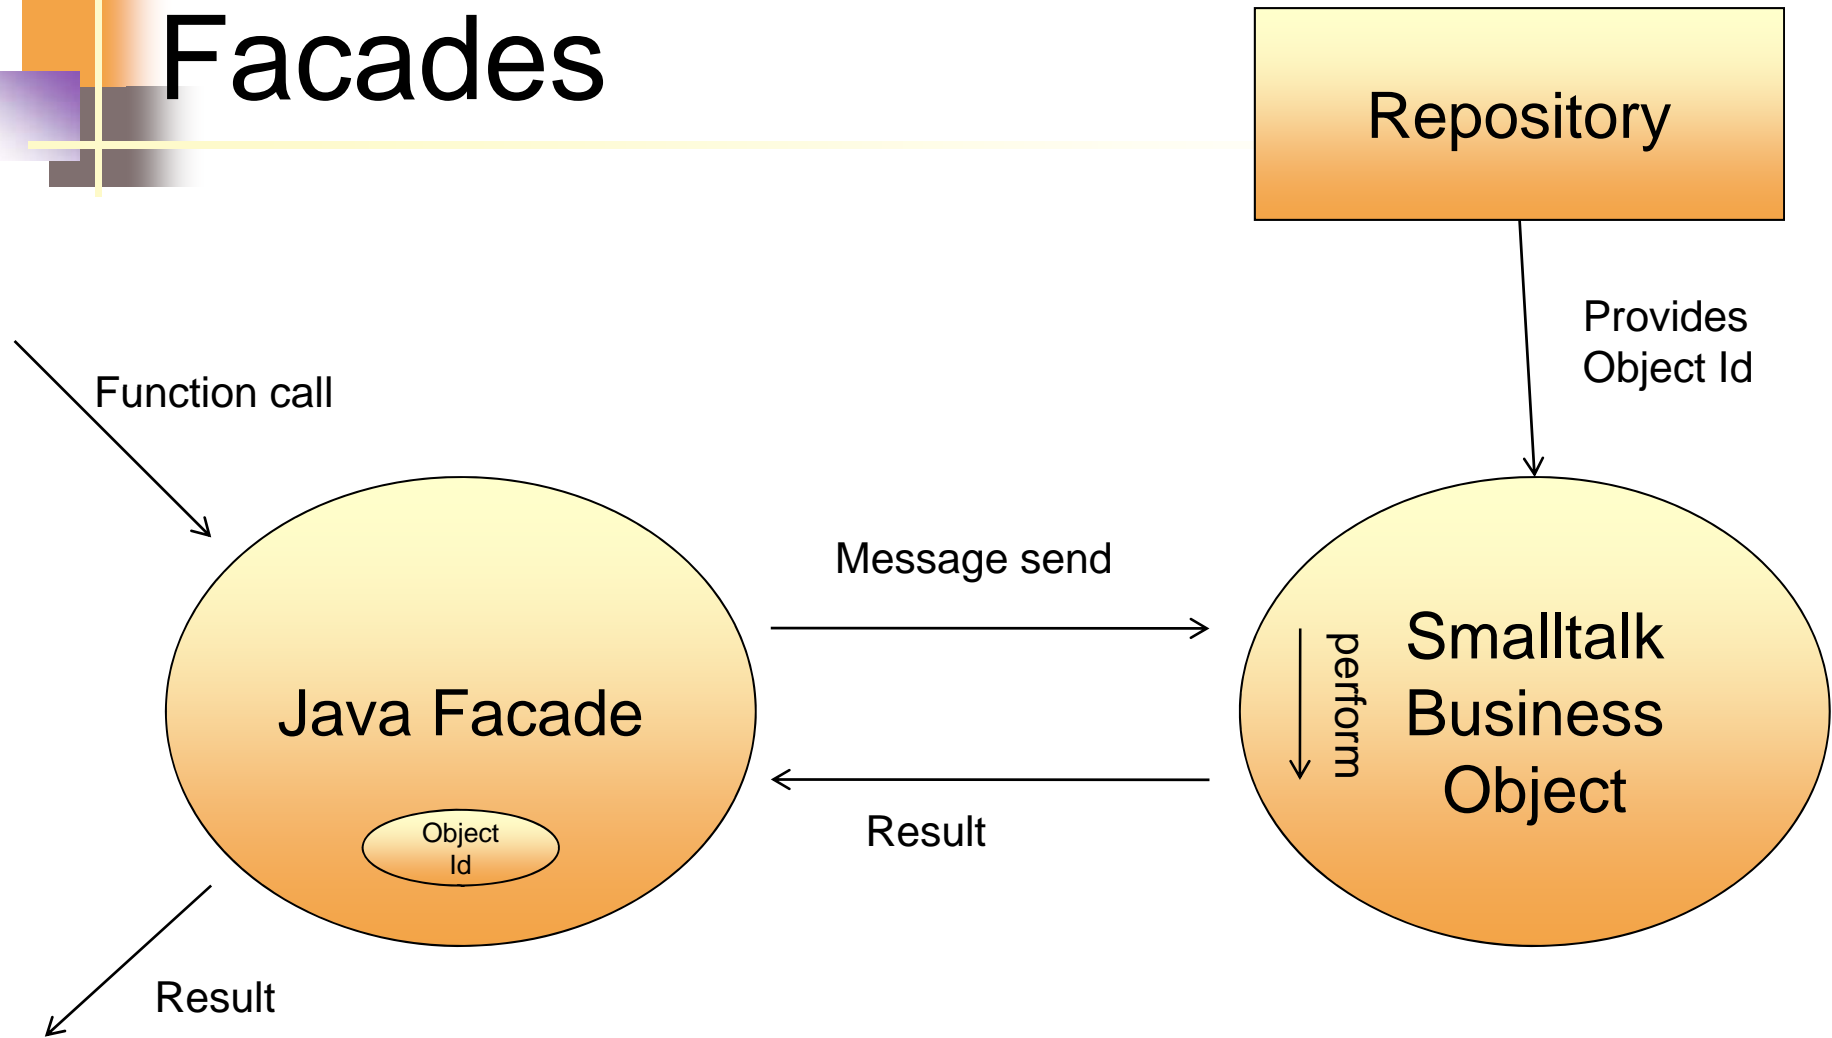 Facades
Repository
Provides
Object Id
Function call
Message send
perform
Smalltalk
Business
Object
Java Facade
Object
Id
Result
Result